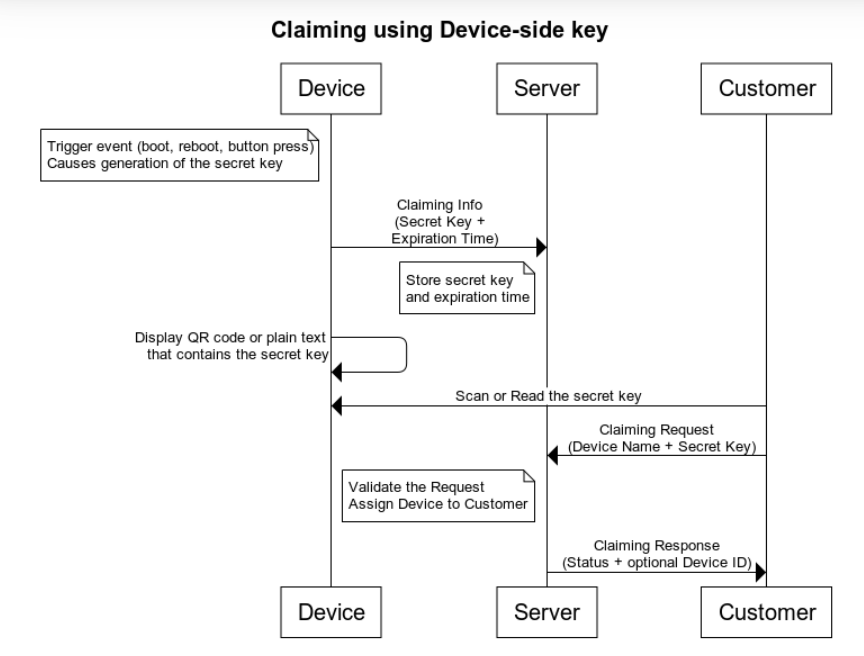 Claiming using Device-side key
Device
Server
Customer
Trigger event (boot, reboot, button press)
Causes generation of the secret key
Claiming Info
(Secret Key +
Expiration Time)
Store secret key
and expiration time
Display QR code or plain text
that contains the secret key
Scan or Read the secret key
Claiming Request
(Device Name + Secret Key)
Validate the Request
Assign Device to Customer
Claiming Response
(Status + optional Device ID)
Device
Server
Customer